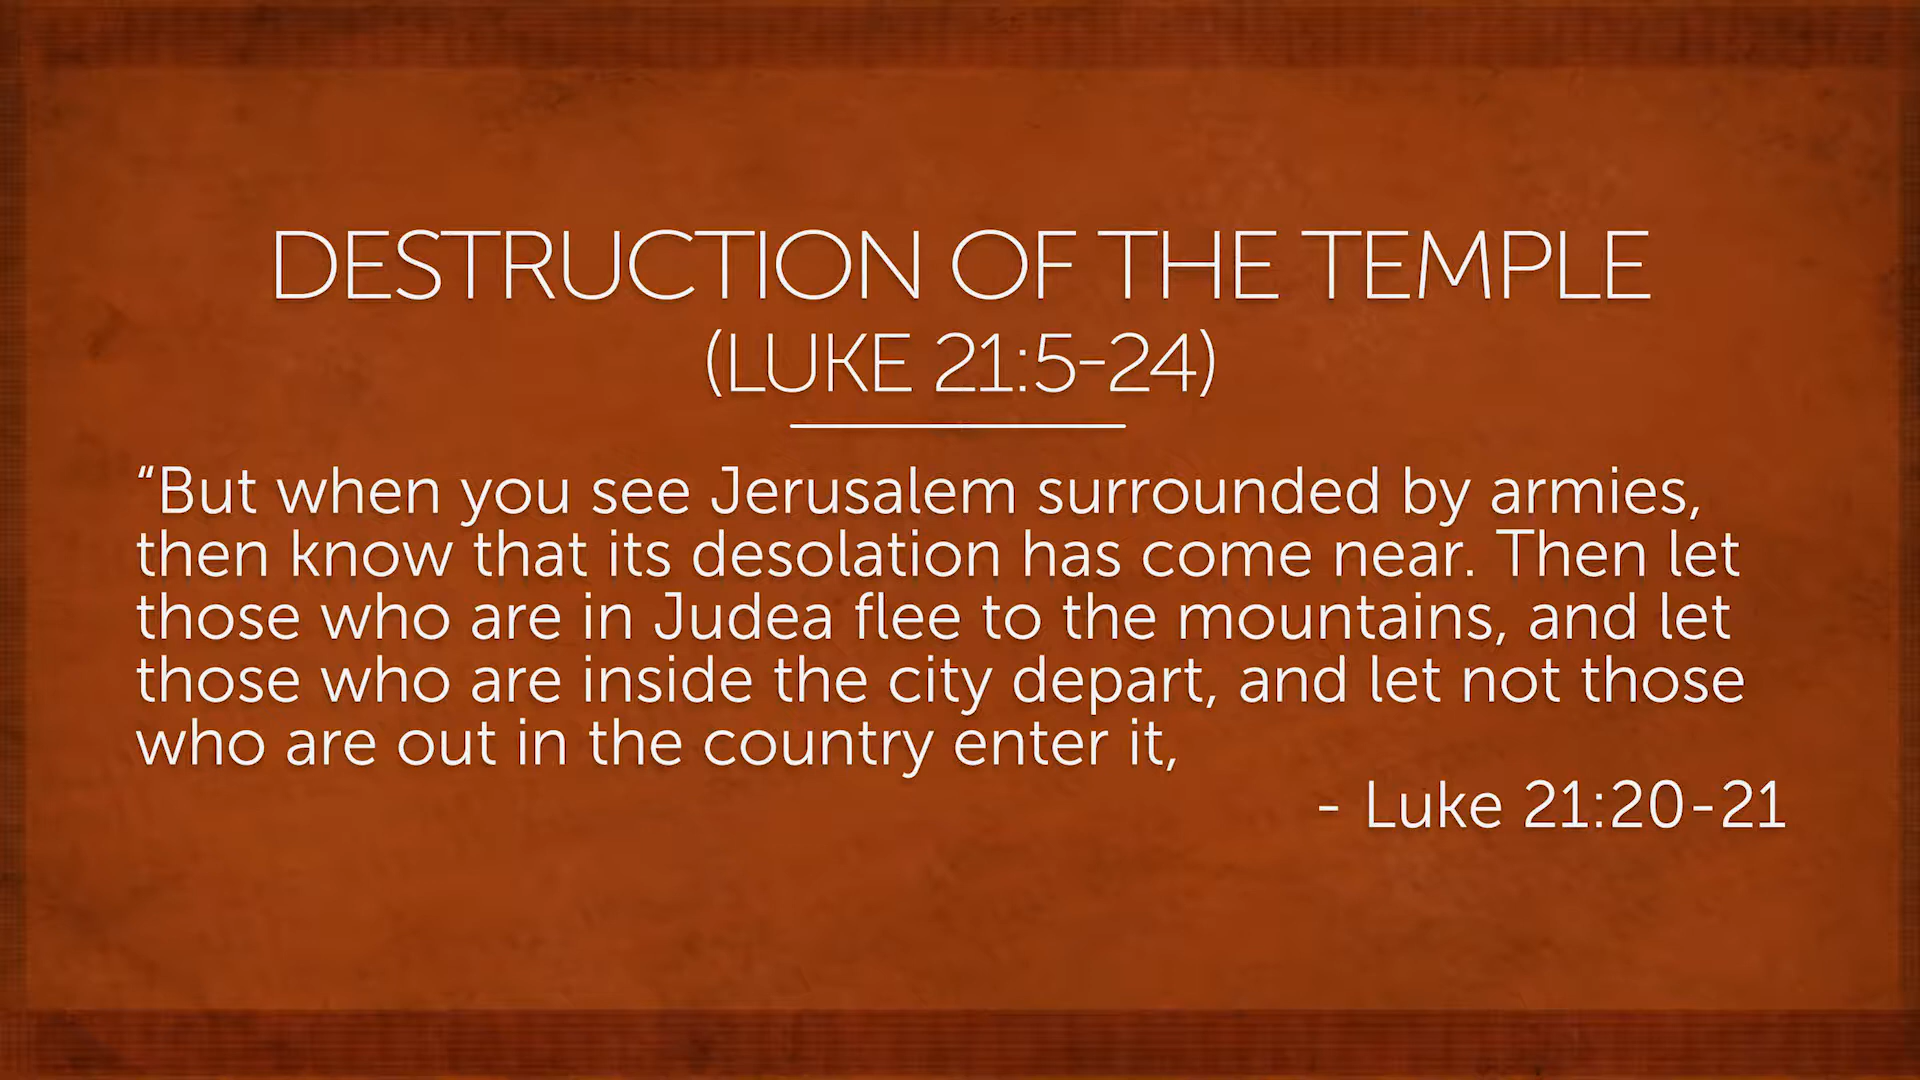 DESTRUCTION OF THE TEMPLE
(LUKE 21:5-24)
“But when you see Jerusalem surrounded by armies,
then know that its desolation has come near. Then let
those who are in Judea flee to the mountains, and let
those who are inside the city depart, and let not those
who are out in the country enter it,
- Luke 21:20-21